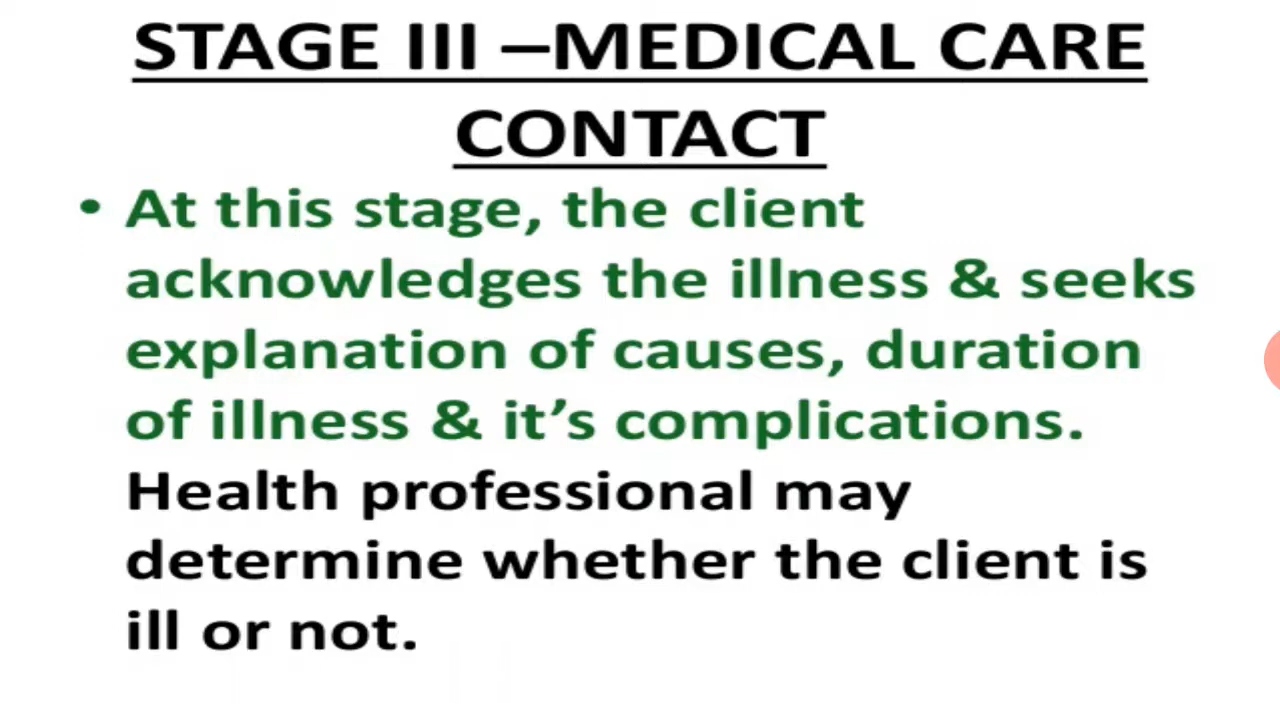 STAGE III –MEDICAL CARE
CONTACT
• At this stage, the client
acknowledges the illness & seeks
explanation of causes, duration
of illness & it’s complications.
Health professional may
determine whether the client is
ill or not.